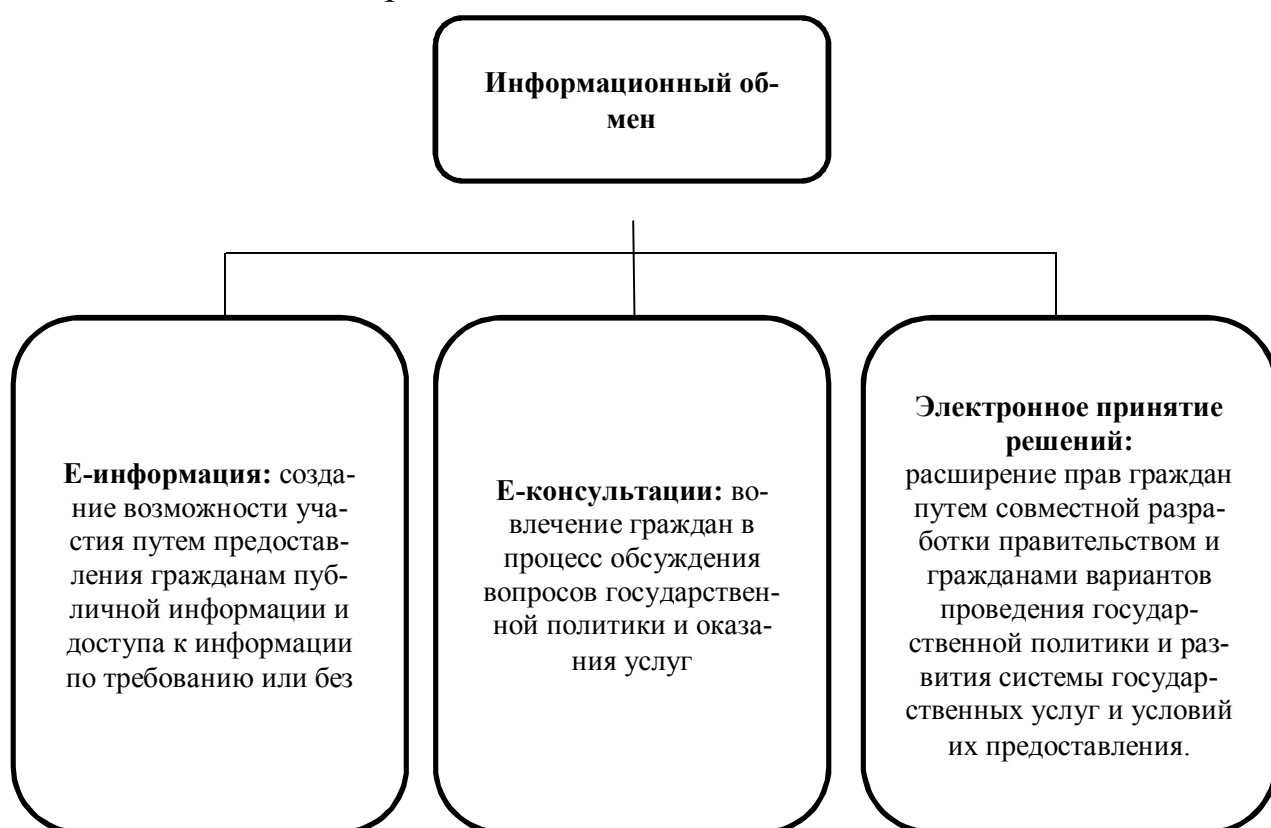 Информационный об-
мен
Е-информация: созда-
ние возможности уча-
стия путем предостав-
ления гражданам пуб-
личной информации и
доступа к информации
по требованию или без
Е-консультации: во-
влечение граждан в
процесс обсуждения
вопросов государствен-
ной политики и оказа-
ния услуг
Электронное принятие
решений:
расширение прав граждан
путем совместной разра-
ботки правительством и
гражданами вариантов
проведения государ-
ственной политики и раз-
вития системы государ-
ственных услуг и условий
их предоставления.